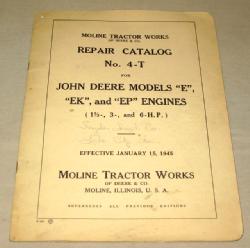 MOLINE TRACTOR WORKS
OF DEERE & CO.
REPAIR CATALOG
No. 4-T
FOR
JOHN DEERE MODELS "E",
"EK", and "EP" ENGINES
(1½-, 3-, and 6-H.P.)
EFFECTIVE JANUARY 15, 1945
MOLINE TRACTOR WORKS
OF DEERE & CO.
MOLINE, ILLINOIS, U. S. A.
SUPERSEDES ALL PREVIOUS EDITIONS